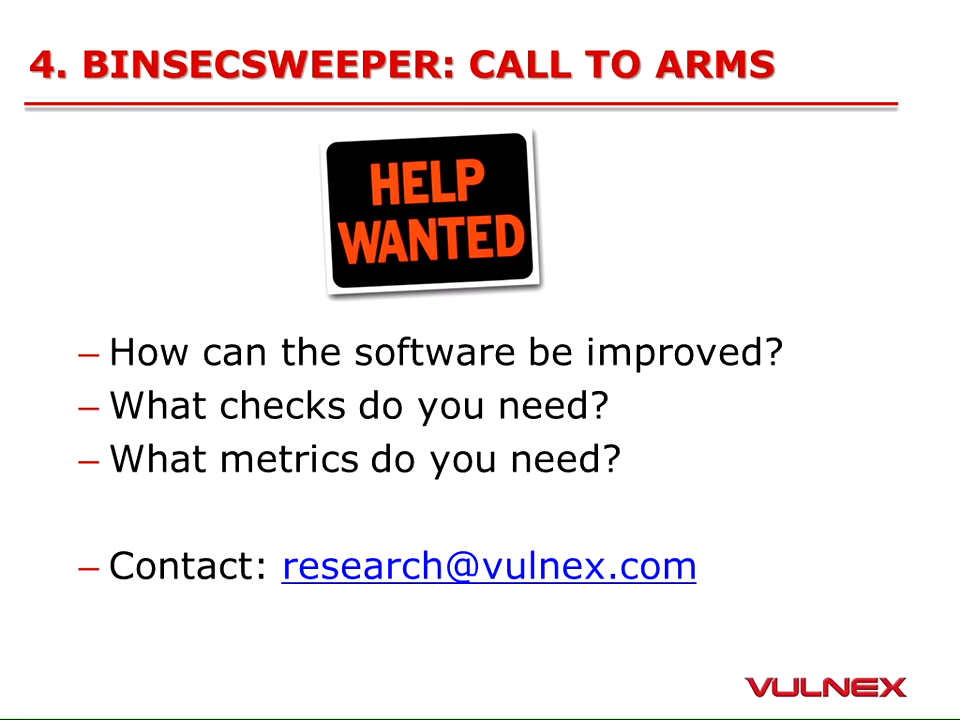 4. BINSECSWEEPER: CALL TO ARMS
HELP
WANTED
– How can the software be improved?
– What checks do you need?
– What metrics do you need?
– Contact: research@vulnex.com
VULNEX